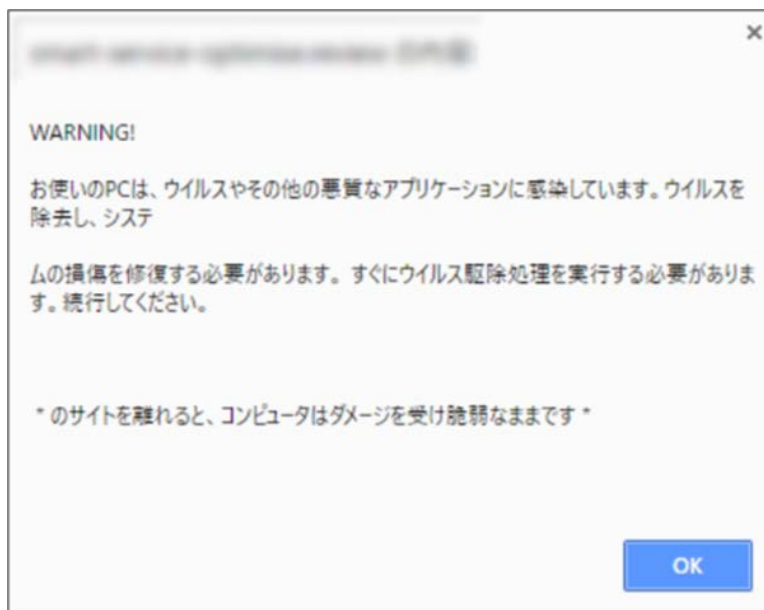 WARNING!
お使いのPCは、ウイルスやその他の悪質なアプリケーションに感染しています。ウイルスを
除去し、システ
ムの損傷を修復する必要があります。すぐにウイルス駆除処理を実行する必要がありま
す。続行してください。
* のサイトを離れると、コンピュータはダメージを受け脆弱なままです *
OK